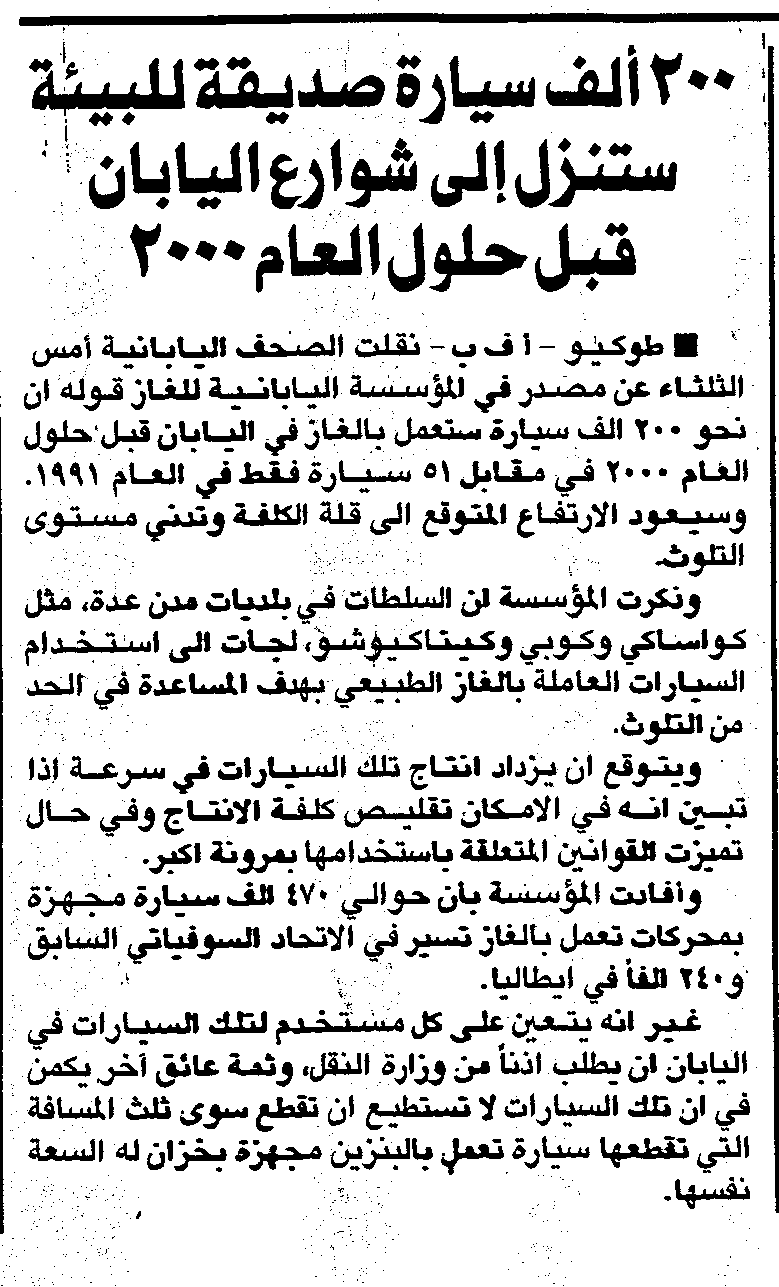 ٢٠٠ ألف سيارة صديقة للبيئة
ستنزل إلى شوارع اليابان
قبل حلول العام ٢٠٠٠
■ طوكيو - أ ف ب - نقلت الصحف اليابانية أمس
الثلثاء عن مصدر في المؤسسة اليابانية للغاز قوله ان
نحو ٢٠٠ الف سيارة ستعمل بالغاز في اليابان قبل حلول
العام ٢٠٠٠ في مقابل ٥١ سيارة فقط في العام ١٩٩١.
وسيعود الارتفاع المتوقع الى قلة الكلفة وتدني مستوى
التلوث.
وذكرت المؤسسة ان السلطات في بلديات مدن عدة، مثل
كواساكي وكوبي وكيتاكيوشو، لجات الى استخدام
السيارات العاملة بالغاز الطبيعي بهدف المساعدة في الحد
من التلوث.
ويتوقع ان يزداد انتاج تلك السيارات في سرعة اذا
تبين انه في الامكان تقليص كلفة الانتاج وفي حال
تميزت القوانين المتعلقة باستخدامها بمرونة اكبر.
وأفادت المؤسسة بأن حوالي ٤٧٠ الف سيارة مجهزة
بمحركات تعمل بالغاز تسير في الاتحاد السوفياتي السابق
و٢٤٠ الفاً في ايطاليا.
غير انه يتعين على كل مستخدم لتلك السيارات في
اليابان ان يطلب اذناً من وزارة النقل، وثمة عائق آخر يكمن
في ان تلك السيارات لا تستطيع ان تقطع سوى ثلث المسافة
التي تقطعها سيارة تعمل بالبنزين مجهزة بخزان له السعة
نفسها.